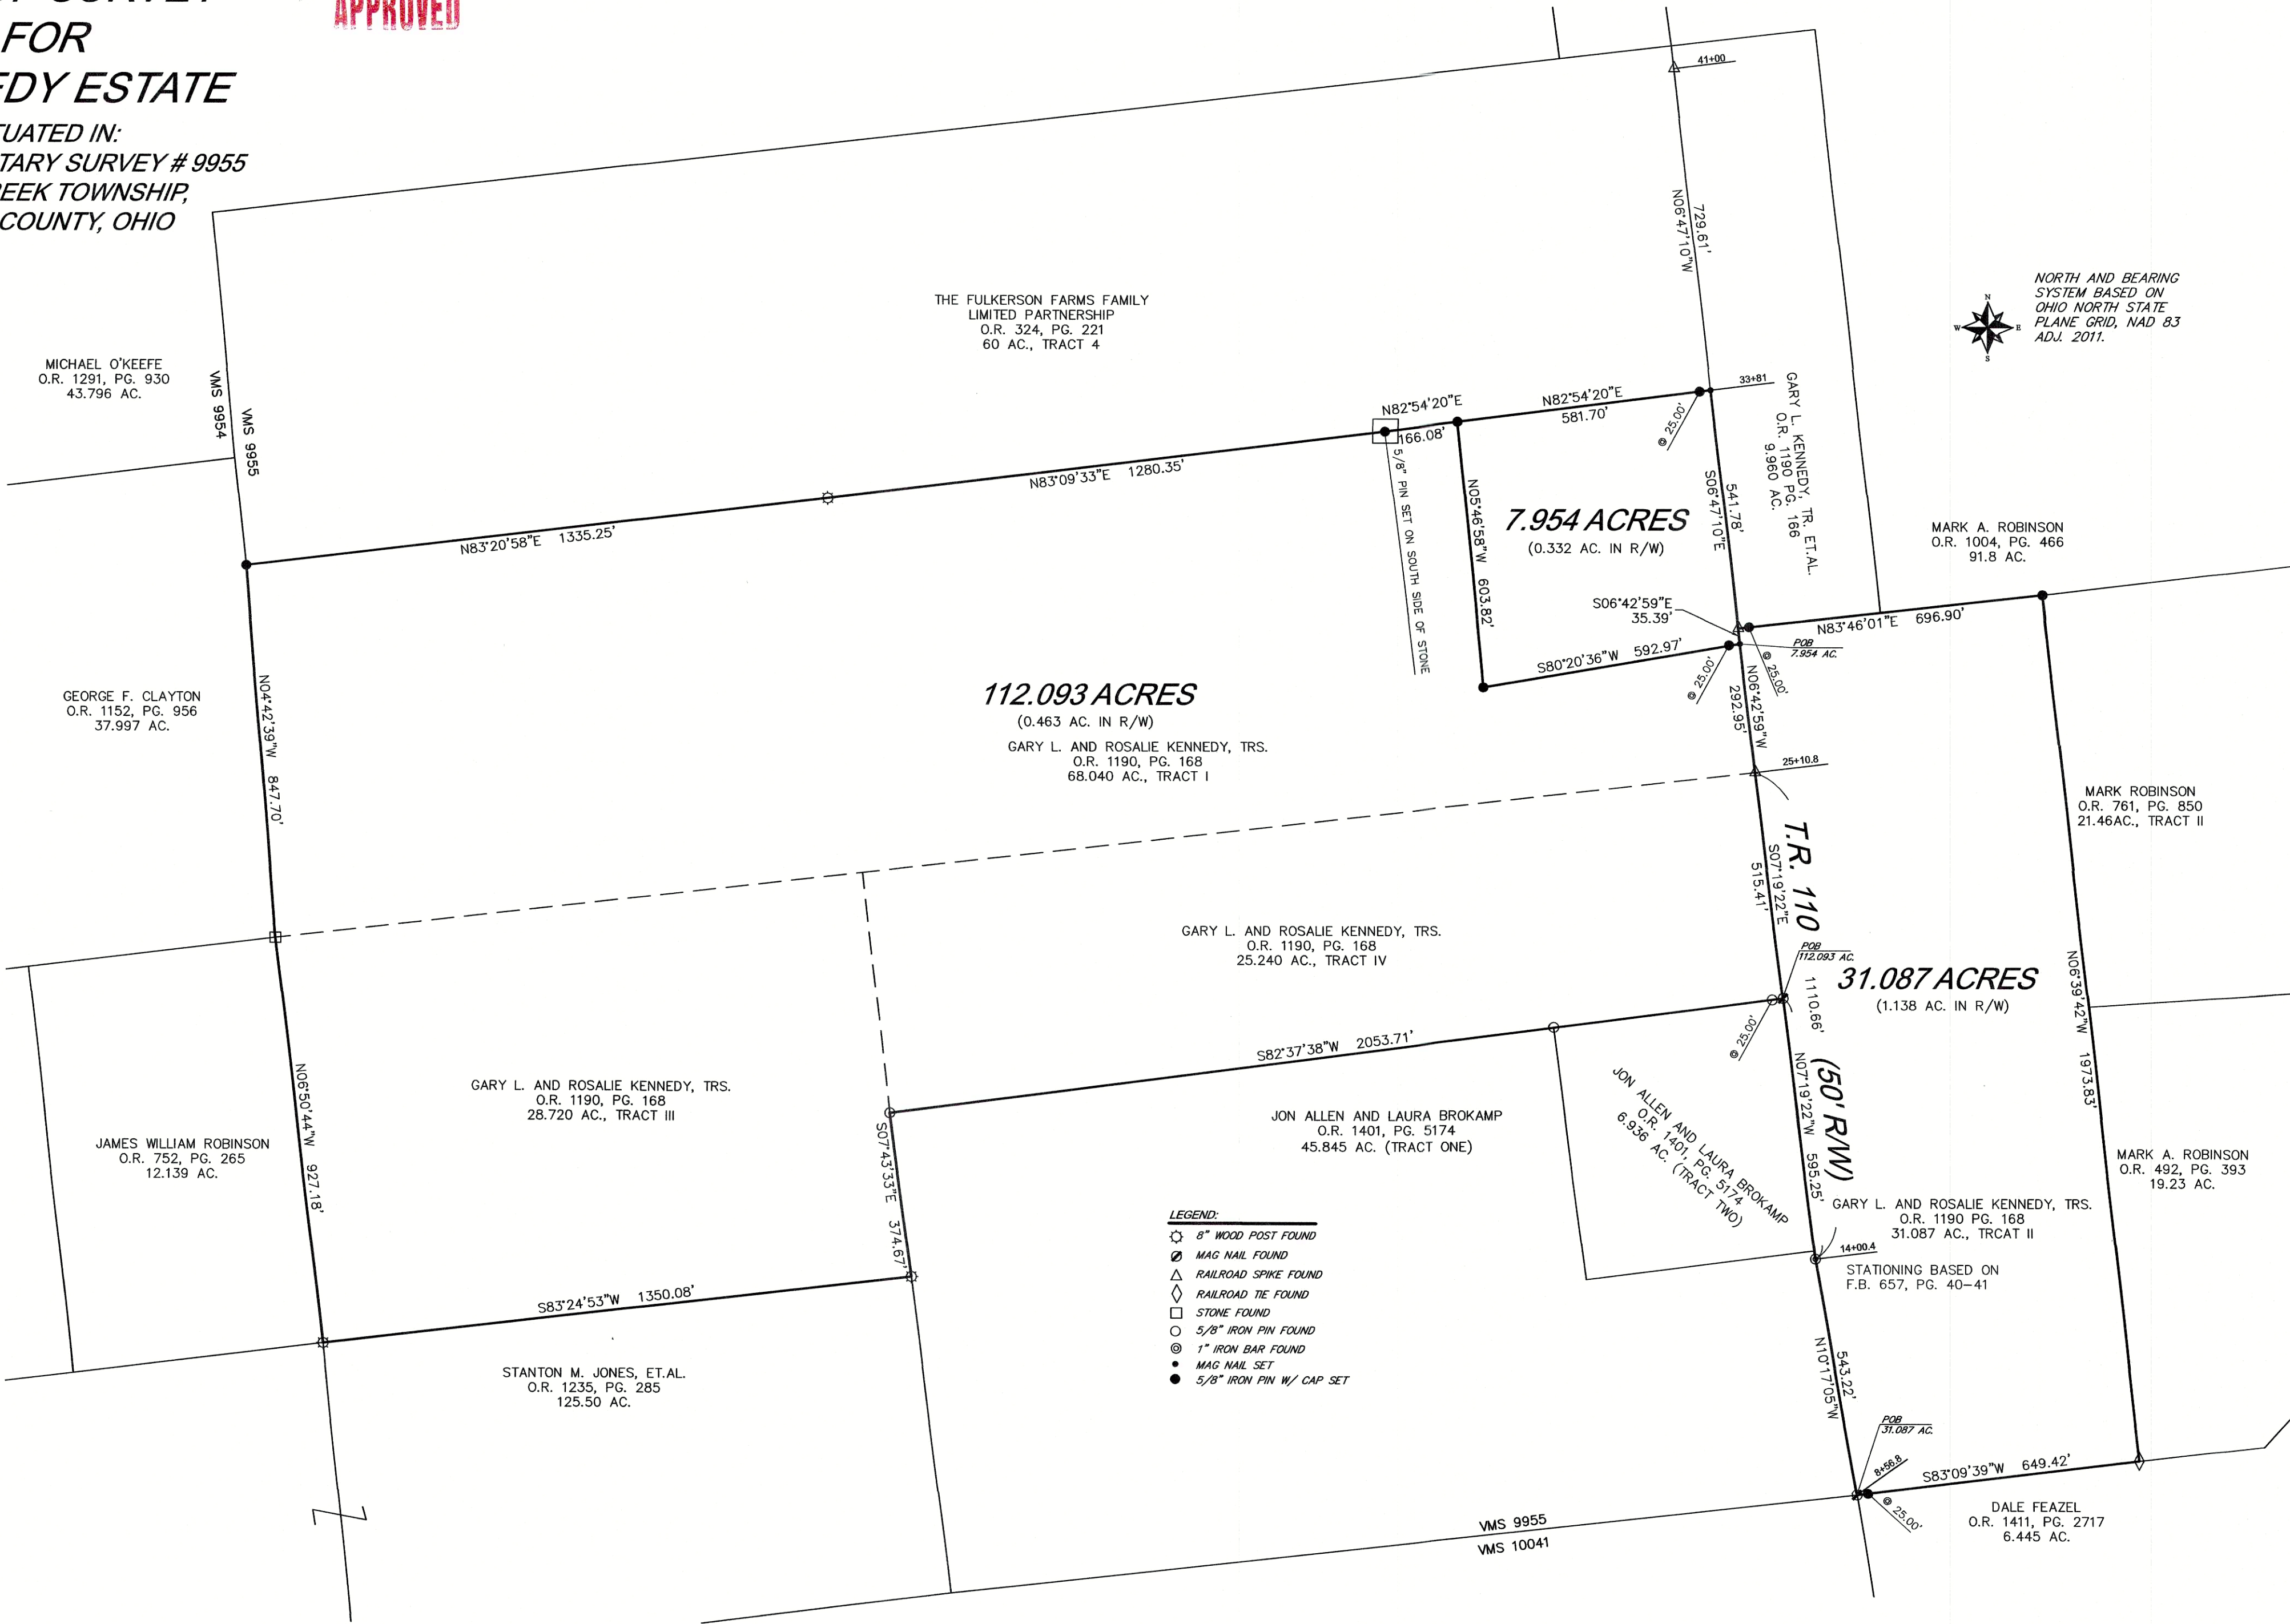 OF SURVEY
FOR
EDY ESTATE
TUATED IN:
TARY SURVEY # 9955
REEK TOWNSHIP,
COUNTY, OHIO
APPROVED
41+00
N06°47'10"W
729.61'
NORTH AND BEARING
SYSTEM BASED ON
OHIO NORTH STATE
PLANE GRID, NAD 83
ADJ. 2011.
N
W
E
S
THE FULKERSON FARMS FAMILY
LIMITED PARTNERSHIP
O.R. 324, PG. 221
60 AC., TRACT 4
MICHAEL O'KEEFE
O.R. 1291, PG. 930
43.796 AC.
VMS 9954
VMS 9955
N83°20'58"E 1335.25'
N83°09'33"E 1280.35'
N82°54'20"E
166.08'
N82°54'20"E
581.70'
@ 25.00'
33+81
5/8" PIN SET ON SOUTH SIDE OF STONE
N05°46'58"W 603.82'
7.954 ACRES
(0.332 AC. IN R/W)
541.78'
S06°47'10"E
GARY L. KENNEDY, TR. ET.AL.
O.R. 1190 PG. 166
9.960 AC.
MARK A. ROBINSON
O.R. 1004, PG. 466
91.8 AC.
S06°42'59"E
35.39'
N83°46'01"E 696.90'
POB
7.954 AC.
S80°20'36"W 592.97'
@ 25.00'
@ 25.00'
N06°42'59"W
292.95'
GEORGE F. CLAYTON
O.R. 1152, PG. 956
37.997 AC.
N04°42'39"W 847.70'
112.093 ACRES
(0.463 AC. IN R/W)
GARY L. AND ROSALIE KENNEDY, TRS.
O.R. 1190, PG. 168
68.040 AC., TRACT I
25+10.8
T.R. 110
S07°19'22"E
515.41'
MARK ROBINSON
O.R. 761, PG. 850
21.46AC., TRACT II
GARY L. AND ROSALIE KENNEDY, TRS.
O.R. 1190, PG. 168
25.240 AC., TRACT IV
POB
112.093 AC.
31.087 ACRES
(1.138 AC. IN R/W)
1110.66'
N06°39'42"W 1973.83'
S82°37'38"W 2053.71'
@ 25.00'
(50' R/W)
N07°19'22"W 595.25'
GARY L. AND ROSALIE KENNEDY, TRS.
O.R. 1190, PG. 168
28.720 AC., TRACT III
N06°50'44"W 927.18'
JAMES WILLIAM ROBINSON
O.R. 752, PG. 265
12.139 AC.
S07°43'33"E 374.67'
JON ALLEN AND LAURA BROKAMP
O.R. 1401, PG. 5174
45.845 AC. (TRACT ONE)
JON ALLEN AND LAURA BROKAMP
O.R. 1401, PG. 5174
6.936 AC. (TRACT TWO)
MARK A. ROBINSON
O.R. 492, PG. 393
19.23 AC.
GARY L. AND ROSALIE KENNEDY, TRS.
O.R. 1190 PG. 168
31.087 AC., TRCAT II
14+00.4
STATIONING BASED ON
F.B. 657, PG. 40-41
S83°24'53"W 1350.08'
LEGEND:
8" WOOD POST FOUND
MAG NAIL FOUND
RAILROAD SPIKE FOUND
RAILROAD TIE FOUND
STONE FOUND
5/8" IRON PIN FOUND
1" IRON BAR FOUND
MAG NAIL SET
5/8" IRON PIN W/ CAP SET
STANTON M. JONES, ET.AL.
O.R. 1235, PG. 285
125.50 AC.
543.22'
N10°17'05"W
POB
31.087 AC.
8+56.8
S83°09'39"W 649.42'
@ 25.00'
DALE FEAZEL
O.R. 1411, PG. 2717
6.445 AC.
VMS 9955
VMS 10041